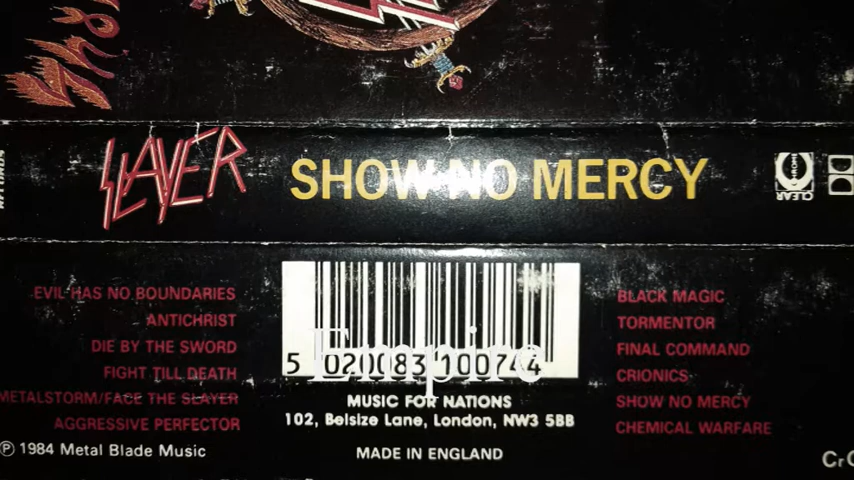 SLAYER
SHOW NO MERCY
CLEAR
CHROME
EVIL HAS NO BOUNDARIES
ANTICHRIST
DIE BY THE SWORD
FIGHT TILL DEATH
METALSTORM/FACE THE SLAYER
AGGRESSIVE PERFECTOR
℗ 1984 Metal Blade Music
5 020083 100744
Empire
MUSIC FOR NATIONS
102, Belsize Lane, London, NW3 5BB
MADE IN ENGLAND
BLACK MAGIC
TORMENTOR
FINAL COMMAND
CRIONICS
SHOW NO MERCY
CHEMICAL WARFARE